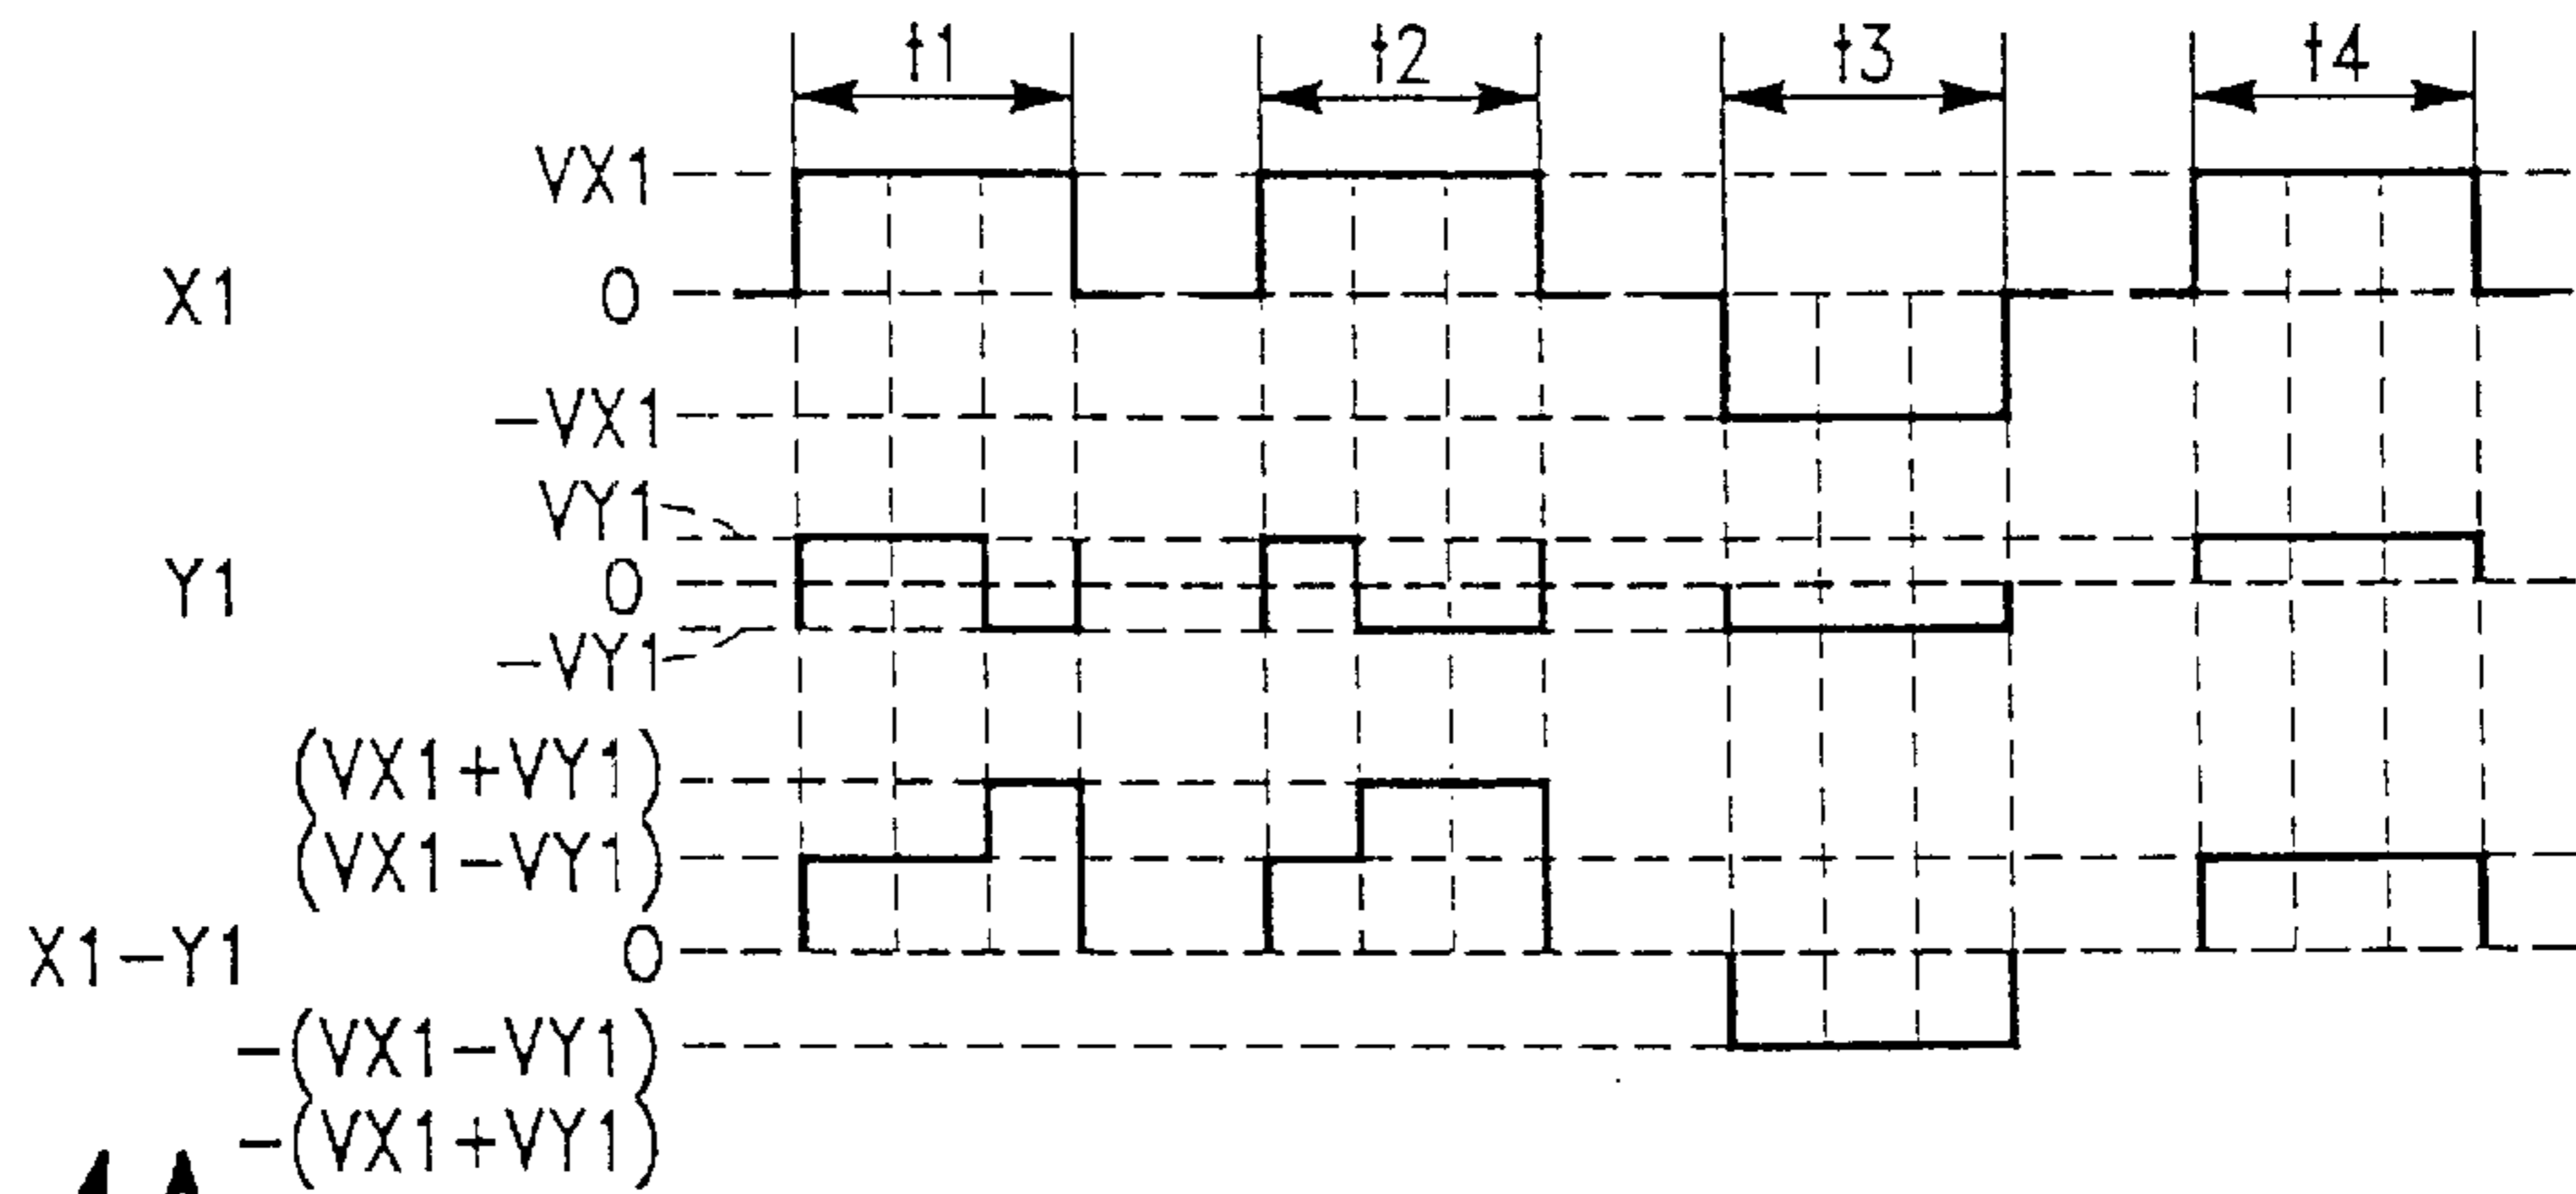 t1 t2 t3 t4
VX1
X1 0
-VX1
VY1
Y1 0
-VY1
(VX1+VY1)
(VX1-VY1)
X1-Y1 0
-(VX1-VY1)
-(VX1+VY1)